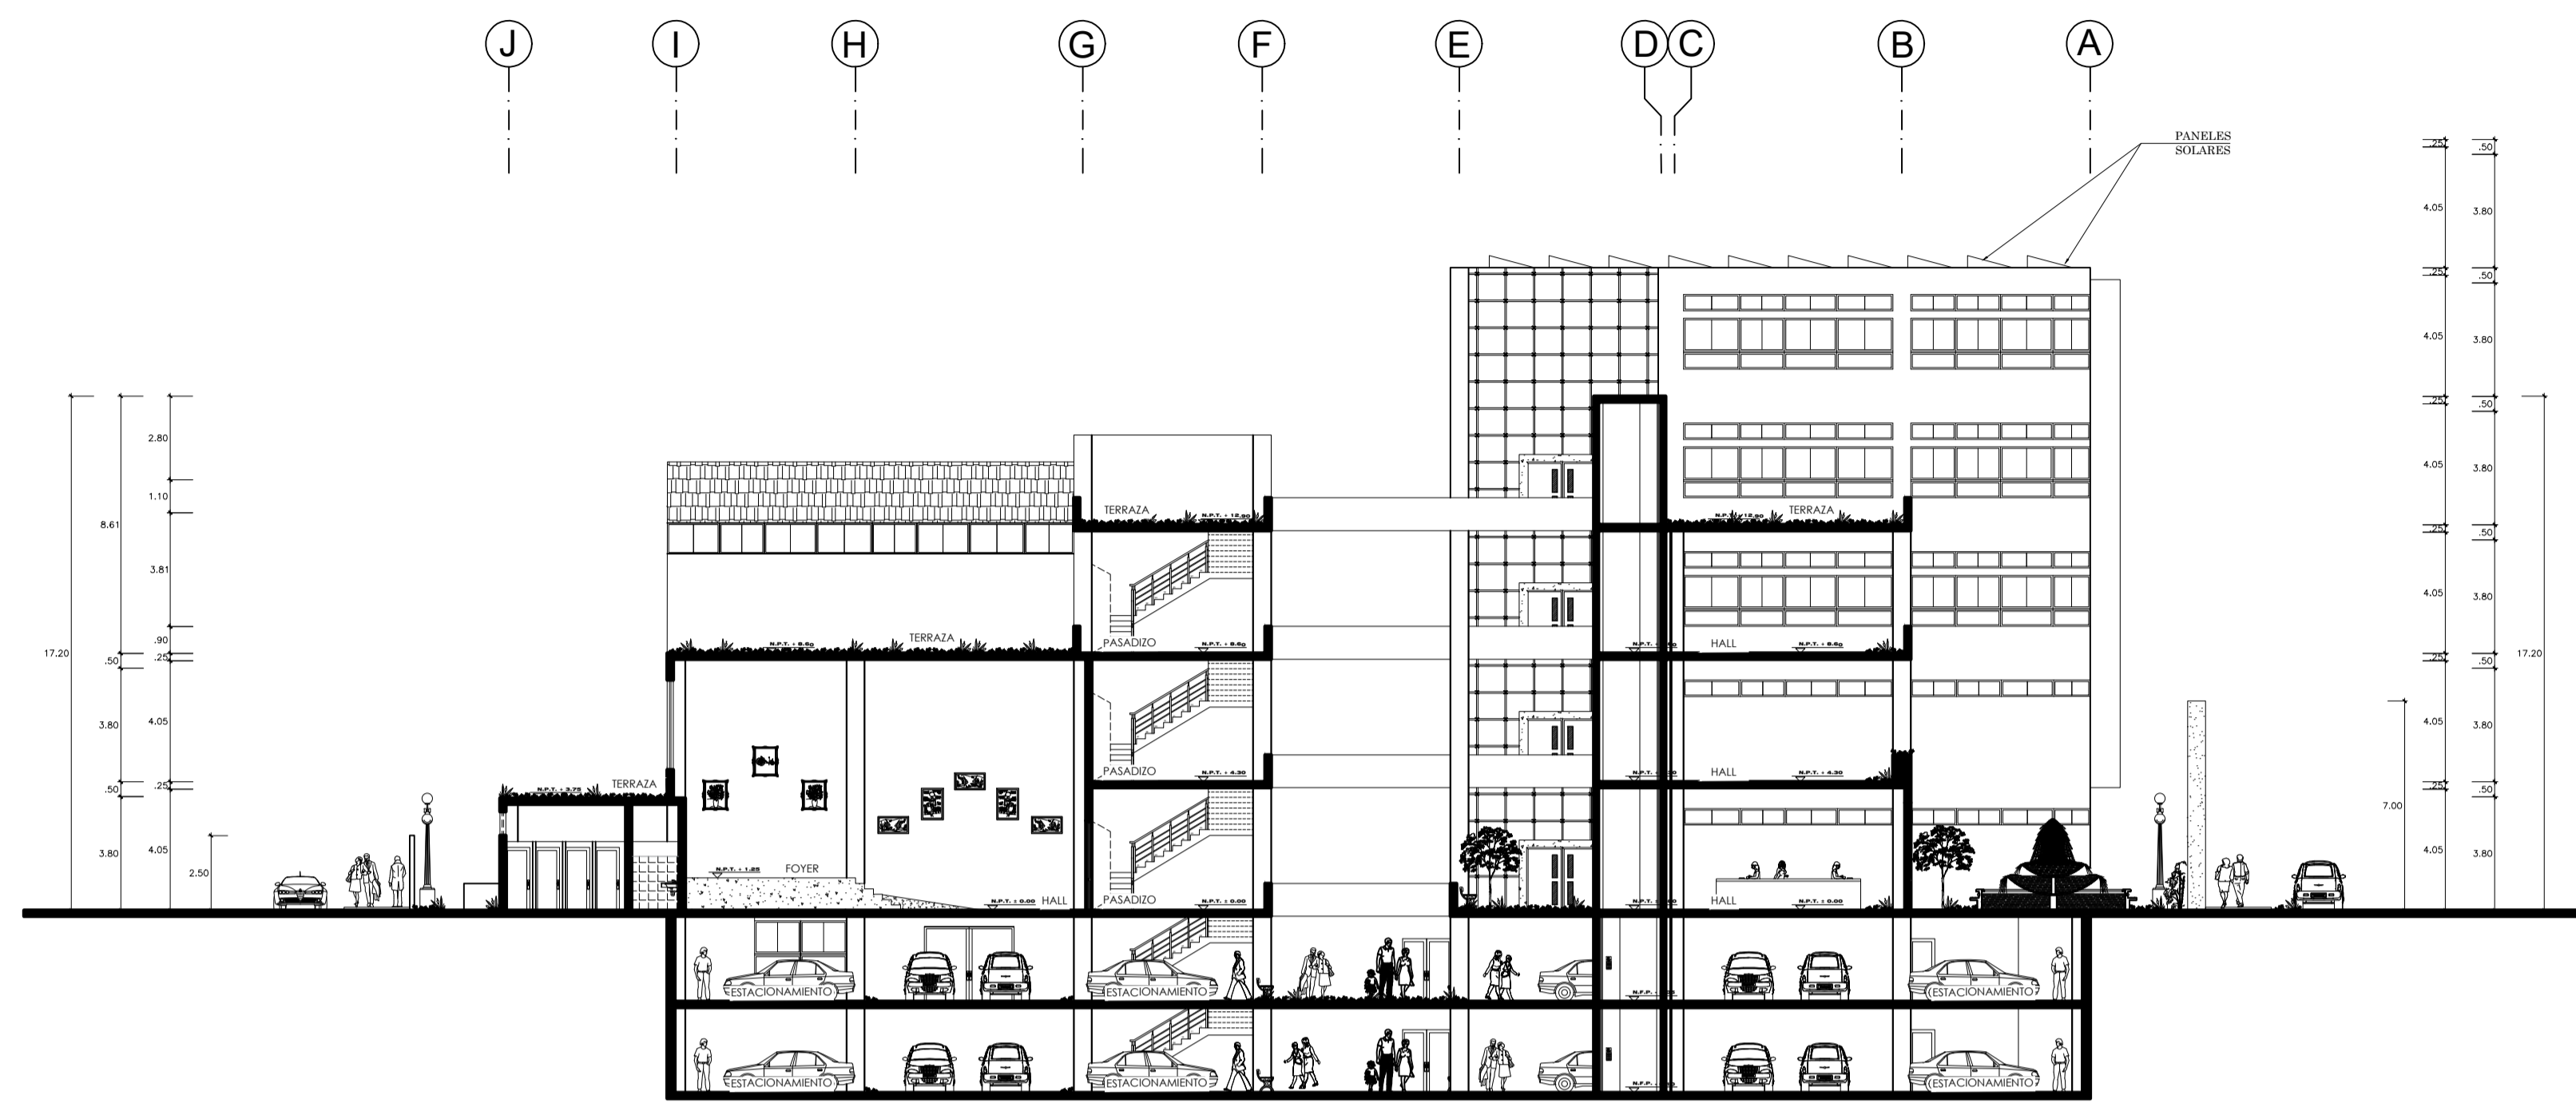 J I H G F E D C B A
PANELES
SOLARES
.25 .50
4.05 3.80
.25 .50
4.05 3.80
.25 .50
2.80
4.05 3.80
1.10
TERRAZA N.P.T. + 12.90 TERRAZA
8.61
.25 .50
3.81
4.05 3.80
.90
N.P.T. + 8.60 TERRAZA PASADIZO N.P.T. + 8.60 HALL N.P.T. + 8.60
17.20 .50 .25 .25 .50 17.20
3.80 4.05 4.05 3.80
PASADIZO N.P.T. + 4.30 HALL N.P.T. + 4.30
TERRAZA
N.P.T. + 3.75
.50 .25 .25 .50
7.00
3.80 4.05 4.05 3.80
2.50
N.P.T. + 1.25 FOYER
N.P.T. ± 0.00 HALL PASADIZO N.P.T. ± 0.00 HALL N.P.T. ± 0.00
ESTACIONAMIENTO ESTACIONAMIENTO N.F.P. ESTACIONAMIENTO
ESTACIONAMIENTO ESTACIONAMIENTO N.F.P. ESTACIONAMIENTO